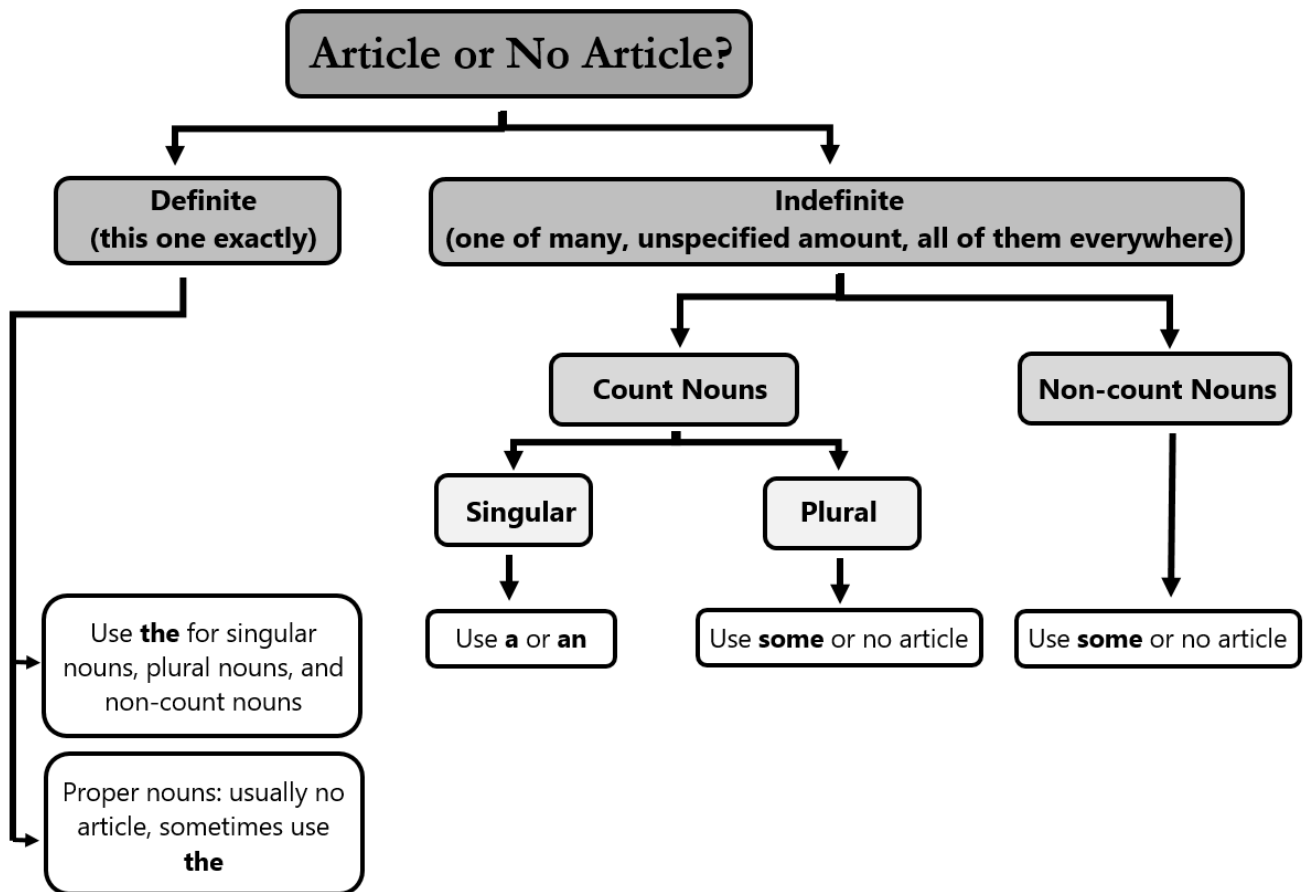 Article or No Article?
Definite
(this one exactly)
Indefinite
(one of many, unspecified amount, all of them everywhere)
Count Nouns
Non-count Nouns
Singular
Plural
Use a or an
Use some or no article
Use some or no article
Use the for singular
nouns, plural nouns, and
non-count nouns
Proper nouns: usually no
article, sometimes use
the